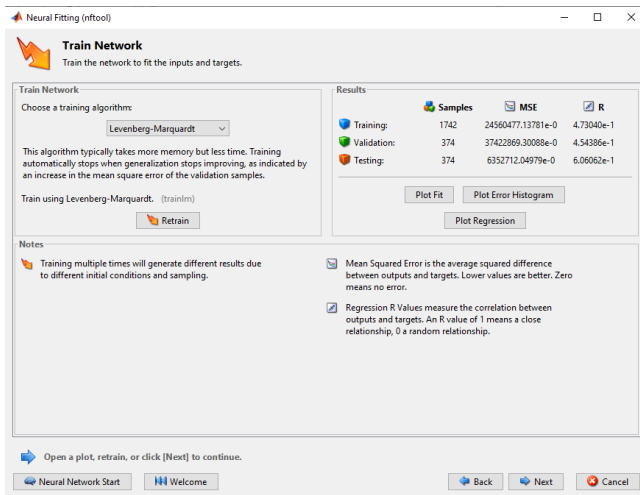 Neural Fitting (nftool)
Train Network
Train the network to fit the inputs and targets.
Train Network
Choose a training algorithm:
Levenberg-Marquardt
This algorithm typically takes more memory but less time. Training
automatically stops when generalization stops improving, as indicated by
an increase in the mean square error of the validation samples.
Train using Levenberg-Marquardt. (trainlm)
Retrain
Results
Samples MSE R
Training: 1742 24560477.13781e-0 4.73040e-1
Validation: 374 37422869.30088e-0 4.54386e-1
Testing: 374 6352712.04979e-0 6.06062e-1
Plot Fit Plot Error Histogram
Plot Regression
Notes
Training multiple times will generate different results due
to different initial conditions and sampling.
Mean Squared Error is the average squared difference
between outputs and targets. Lower values are better. Zero
means no error.
Regression R Values measure the correlation between
outputs and targets. An R value of 1 means a close
relationship, 0 a random relationship.
Open a plot, retrain, or click [Next] to continue.
Neural Network Start Welcome Back Next Cancel